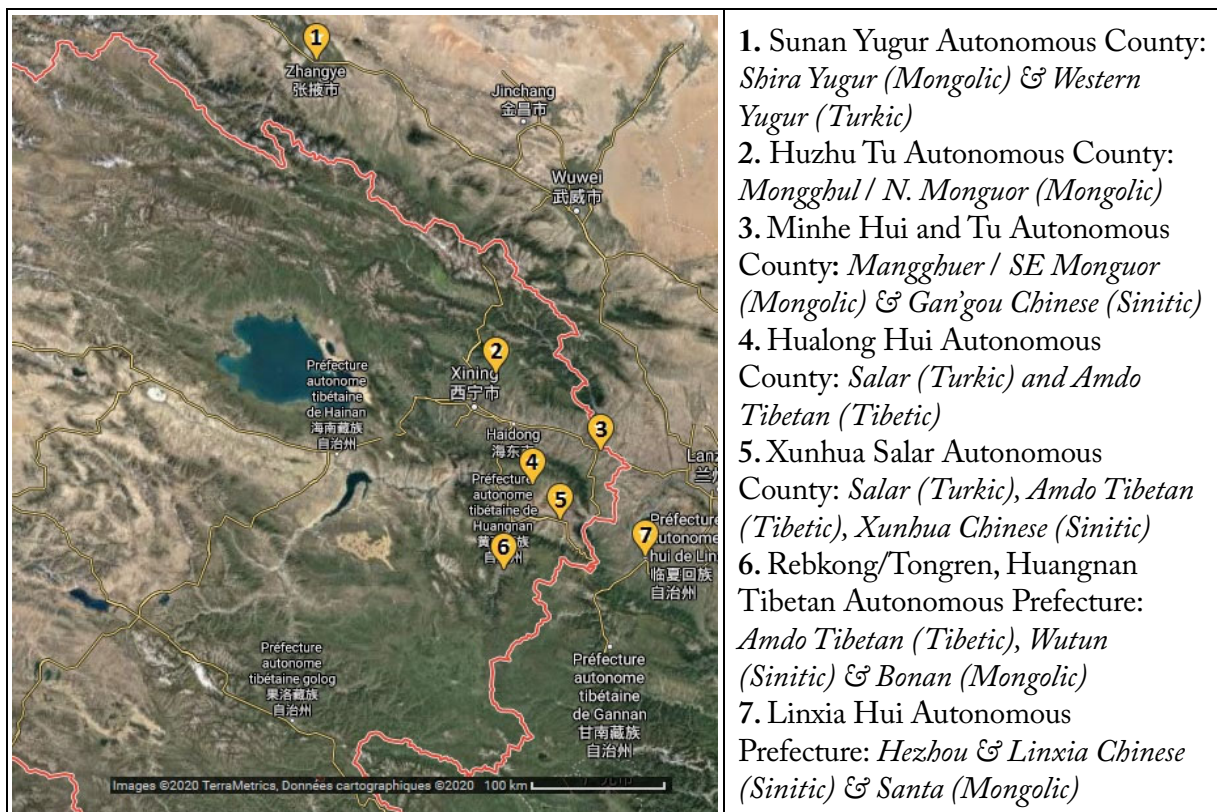 1
Zhangye
张掖市
Jinchang
金昌市
Wuwei
武威市
2
Xining
西宁市
Préfecture
autonome
tibétaine
de Hainan
海南藏族
自治州
Haidong
海东市
3
4
Préfecture
autonome
tibétaine de
Huangnan
5
6
7
Préfecture
autonome
hui de Lin
临夏回族
自治州
Préfecture
autonome
tibétaine golog
果洛藏族
自治州
Préfecture
autonome
tibétaine
de Gannan
甘南藏族
自治州
Images ©2020 TerraMetrics, Données cartographiques ©2020 100 km
1. Sunan Yugur Autonomous County:
Shira Yugur (Mongolic) & Western
Yugur (Turkic)
2. Huzhu Tu Autonomous County:
Mongghul / N. Monguor (Mongolic)
3. Minhe Hui and Tu Autonomous
County: Mangghuer / SE Monguor
(Mongolic) & Gan’gou Chinese (Sinitic)
4. Hualong Hui Autonomous
County: Salar (Turkic) and Amdo
Tibetan (Tibetic)
5. Xunhua Salar Autonomous
County: Salar (Turkic), Amdo Tibetan
(Tibetic), Xunhua Chinese (Sinitic)
6. Rebkong/Tongren, Huangnan
Tibetan Autonomous Prefecture:
Amdo Tibetan (Tibetic), Wutun
(Sinitic) & Bonan (Mongolic)
7. Linxia Hui Autonomous
Prefecture: Hezhou & Linxia Chinese
(Sinitic) & Santa (Mongolic)